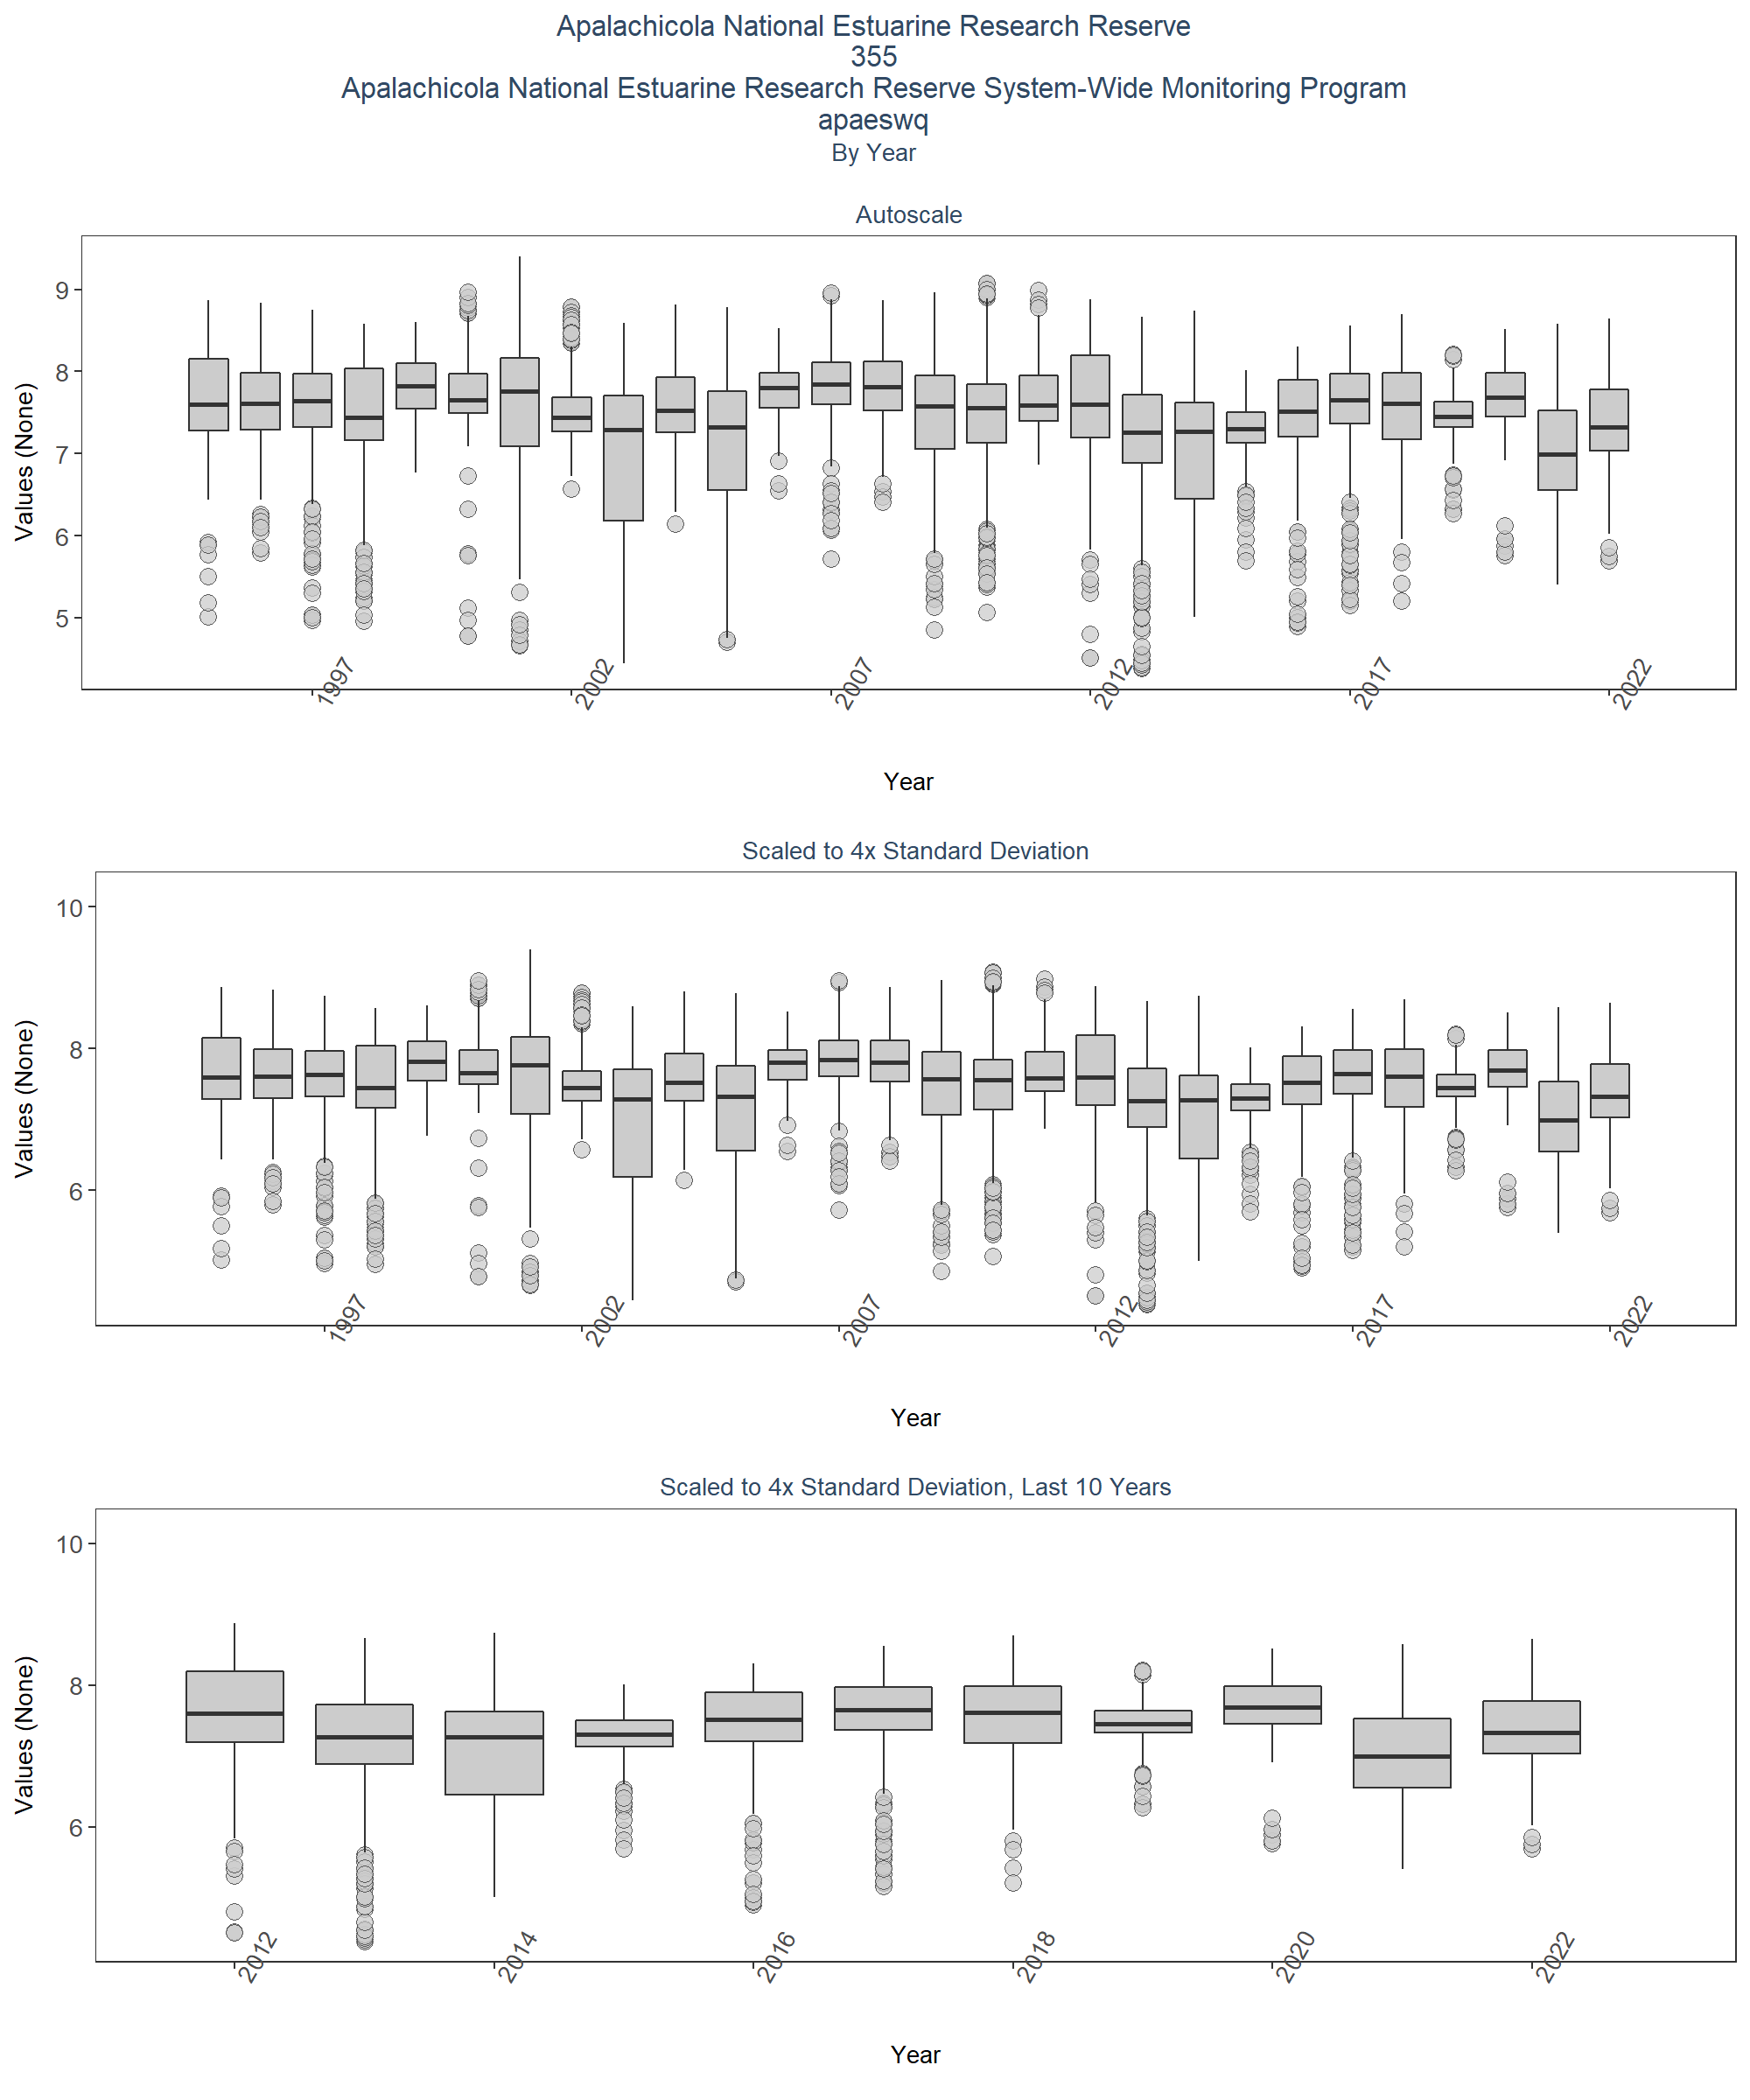 Apalachicola National Estuarine Research Reserve
355
Apalachicola National Estuarine Research Reserve System-Wide Monitoring Program
apaeswq
By Year
Autoscale
Values (None)
9
8
7
6
5
1997
2002
2007
2012
2017
2022
Year
Scaled to 4x Standard Deviation
Values (None)
10
8
6
1997
2002
2007
2012
2017
2022
Year
Scaled to 4x Standard Deviation, Last 10 Years
Values (None)
10
8
6
2012
2014
2016
2018
2020
2022
Year